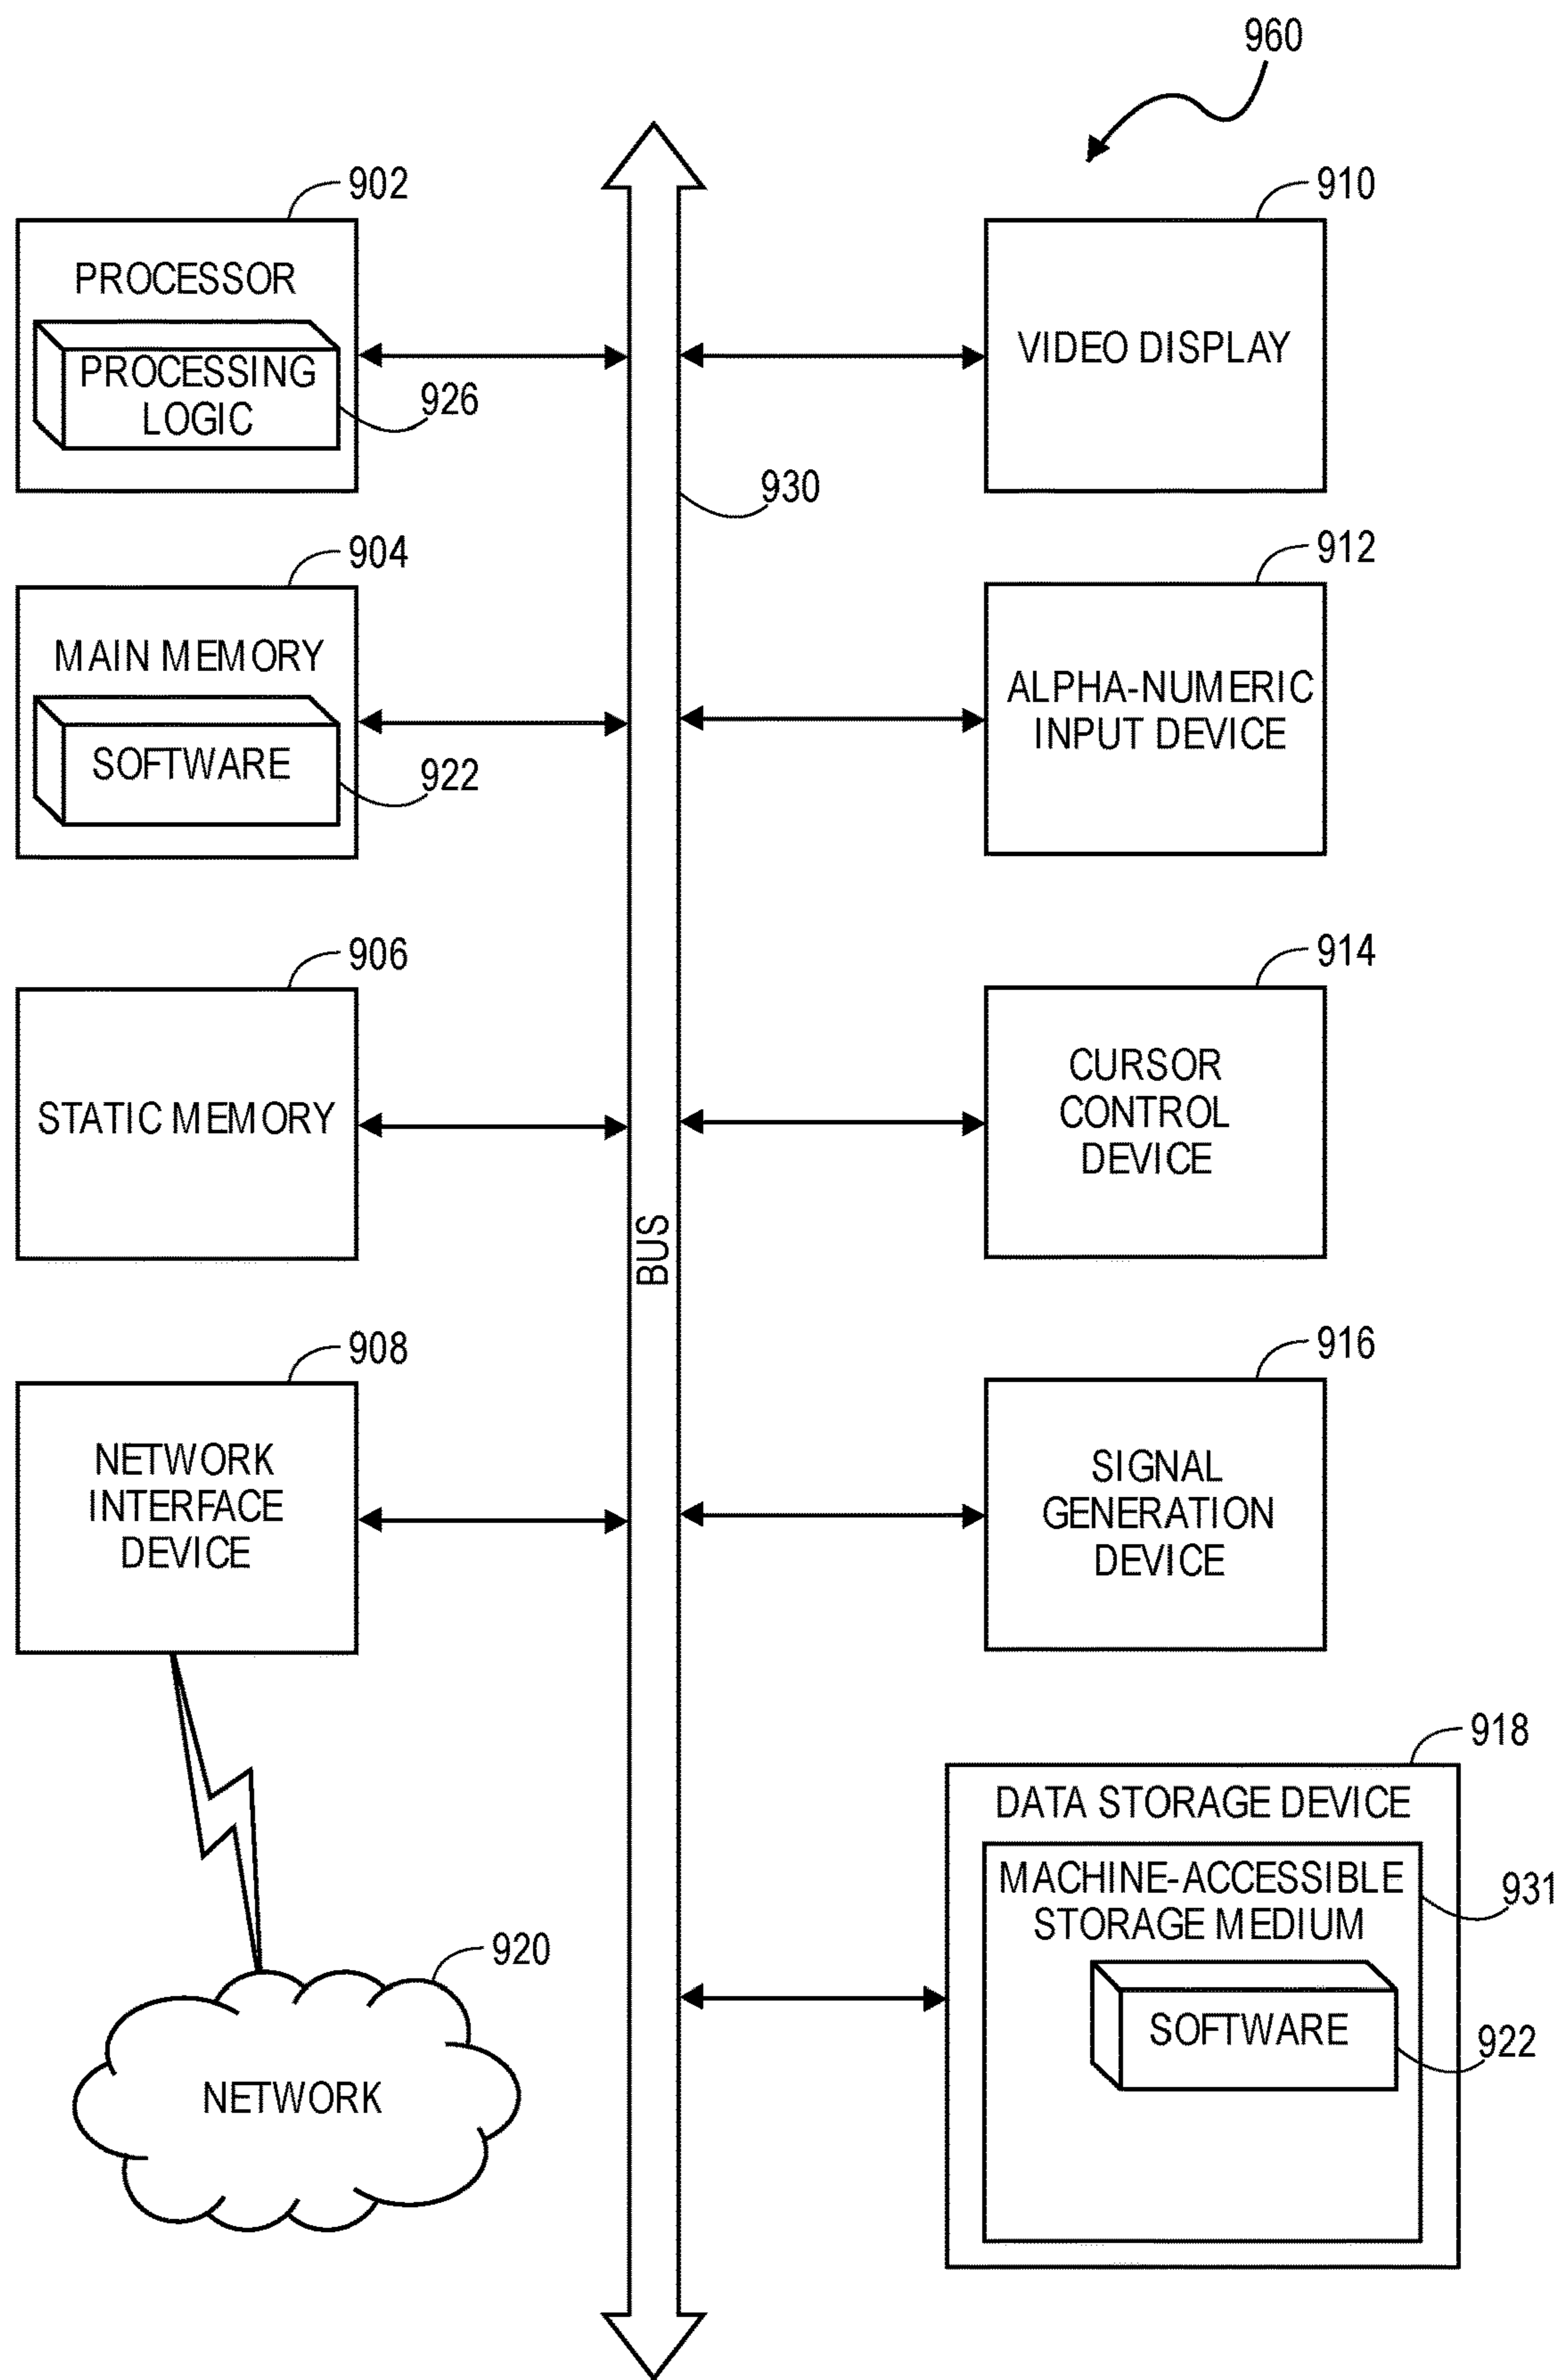 960
902
PROCESSOR
PROCESSING
LOGIC
926
910
VIDEO DISPLAY
930
904
MAIN MEMORY
SOFTWARE
922
912
ALPHA-NUMERIC
INPUT DEVICE
906
STATIC MEMORY
914
CURSOR
CONTROL
DEVICE
BUS
908
NETWORK
INTERFACE
DEVICE
916
SIGNAL
GENERATION
DEVICE
918
DATA STORAGE DEVICE
MACHINE-ACCESSIBLE
STORAGE MEDIUM
931
SOFTWARE
922
920
NETWORK